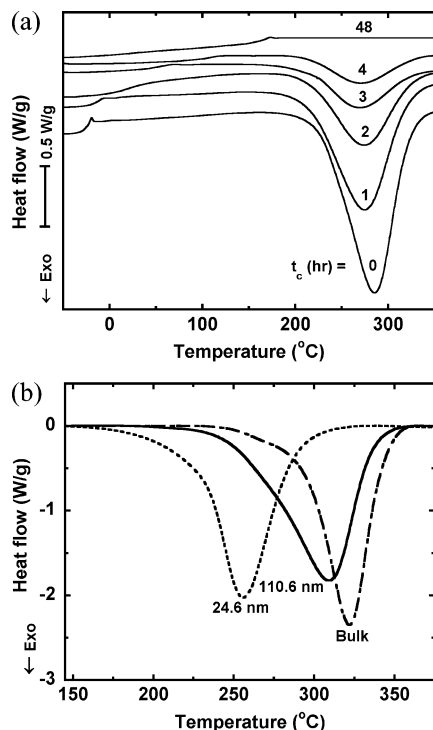 (a)
48
4
3
2
1
t_c (hr) = 0
0.5 W/g
Heat flow (W/g)
← Exo
0 100 200 300
Temperature (°C)
(b)
0
-1
-2
-3
Heat flow (W/g)
← Exo
110.6 nm
24.6 nm
Bulk
150 200 250 300 350
Temperature (°C)